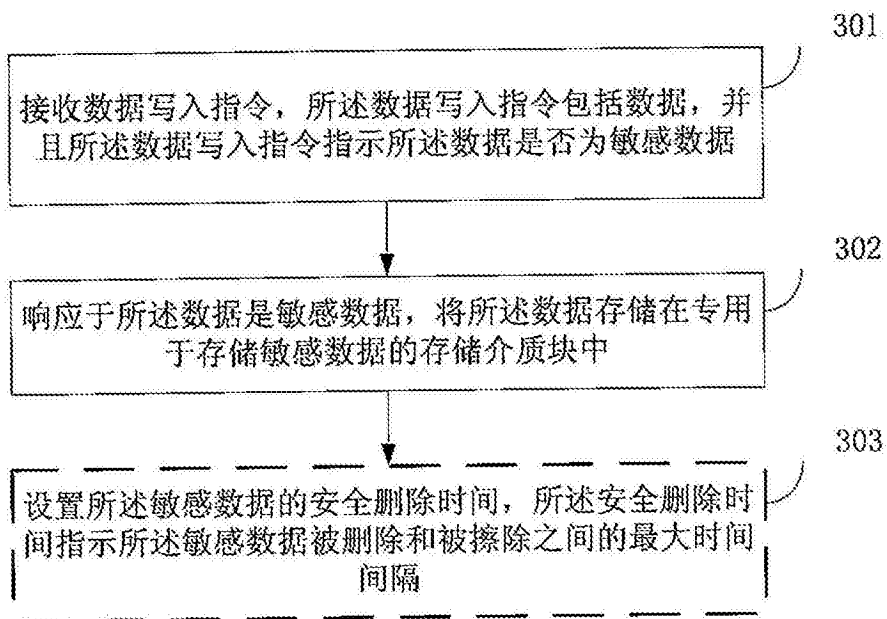 301
接收数据写入指令，所述数据写入指令包括数据，并
且所述数据写入指令指示所述数据是否为敏感数据
302
响应于所述数据是敏感数据，将所述数据存储在专用
于存储敏感数据的存储介质块中
303
设置所述敏感数据的安全删除时间，所述安全删除时
间指示所述敏感数据被删除和被擦除之间的最大时间
间隔